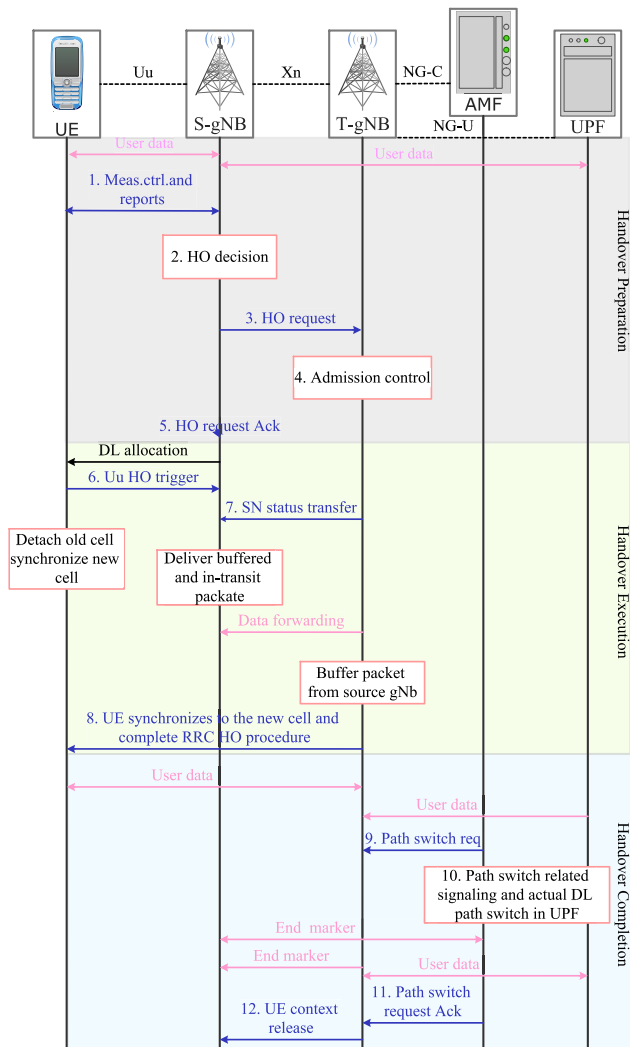 Uu
Xn
NG-C
AMF
UE
S-gNB
T-gNB
NG-U
UPF
User data
User data
1. Meas.ctrl.and
reports
2. HO decision
3. HO request
4. Admission control
5. HO request Ack
Handover Preparation
DL allocation
6. Uu HO trigger
7. SN status transfer
Detach old cell
synchronize new
cell
Deliver buffered
and in-transit
packate
Data forwarding
Buffer packet
from source gNb
8. UE synchronizes to the new cell and
complete RRC HO procedure
Handover Execution
User data
User data
9. Path switch req
10. Path switch related
signaling and actual DL
path switch in UPF
End marker
End marker
User data
11. Path switch
request Ack
12. UE context
release
Handover Completion